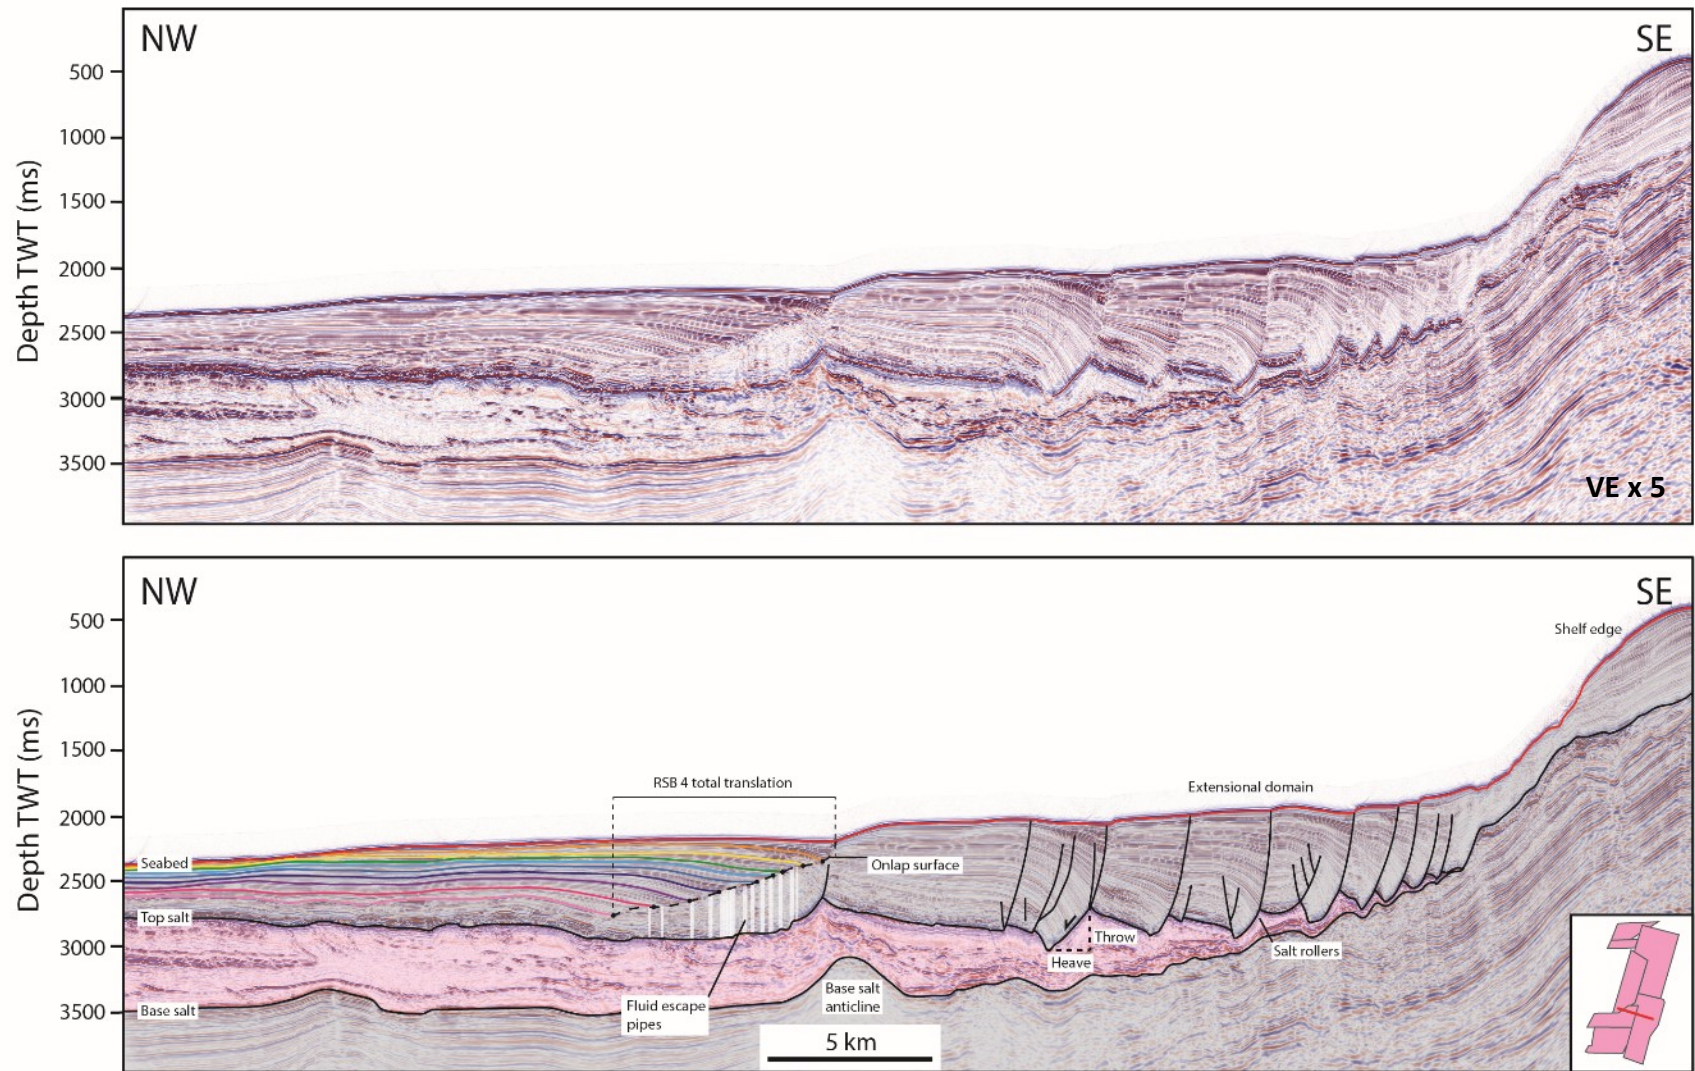 NW
SE
500
1000
1500
2000
2500
3000
3500
Depth TWT (ms)
VE x 5
NW
SE
500
1000
1500
2000
2500
3000
3500
Depth TWT (ms)
Shelf edge
RSB 4 total translation
Extensional domain
Seabed
Onlap surface
Top salt
Throw
Heave
Salt rollers
Base salt
Fluid escape
pipes
Base salt
anticline
5 km